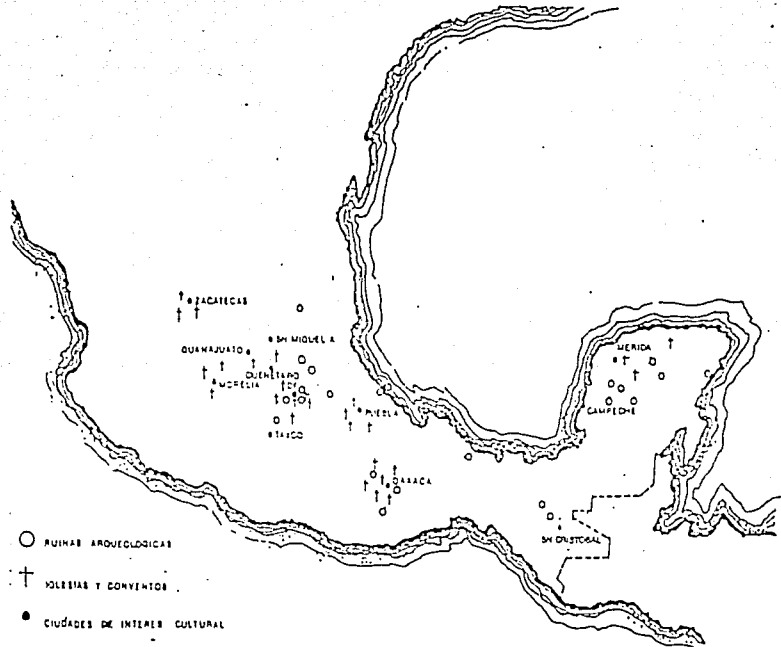 ZACATECAS
SN MIGUEL A
GUANAJUATO
QUERETARO
MORELIA DF
PUEBLA
TAXCO
OAXACA
MERIDA
CAMPECHE
SN CRISTOBAL
RUINAS ARQUEOLOGICAS
IGLESIAS Y CONVENTOS
CIUDADES DE INTERES CULTURAL